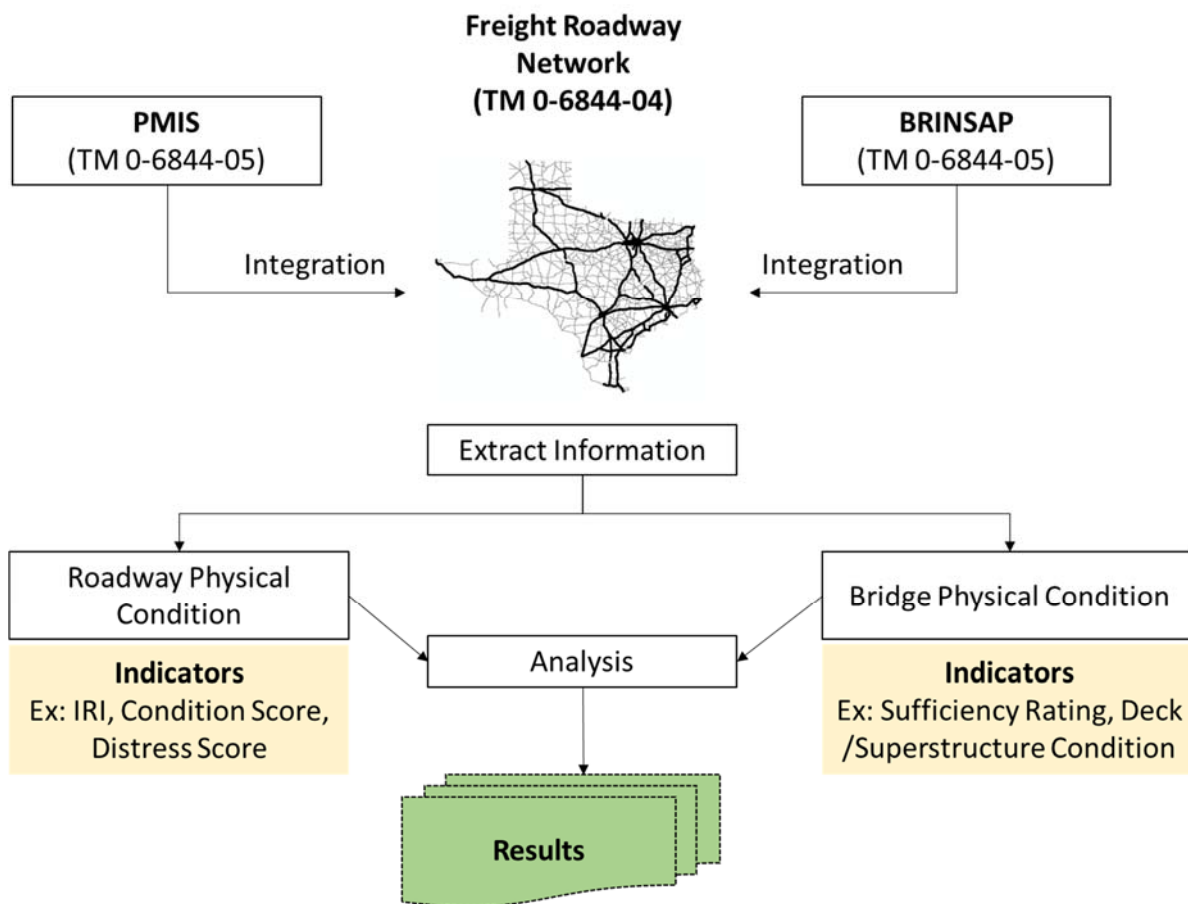 Freight Roadway
Network
(TM 0-6844-04)
PMIS
(TM 0-6844-05)
BRINSAP
(TM 0-6844-05)
Integration
Integration
Extract Information
Roadway Physical
Condition
Bridge Physical Condition
Analysis
Indicators
Ex: IRI, Condition Score,
Distress Score
Indicators
Ex: Sufficiency Rating, Deck
/Superstructure Condition
Results